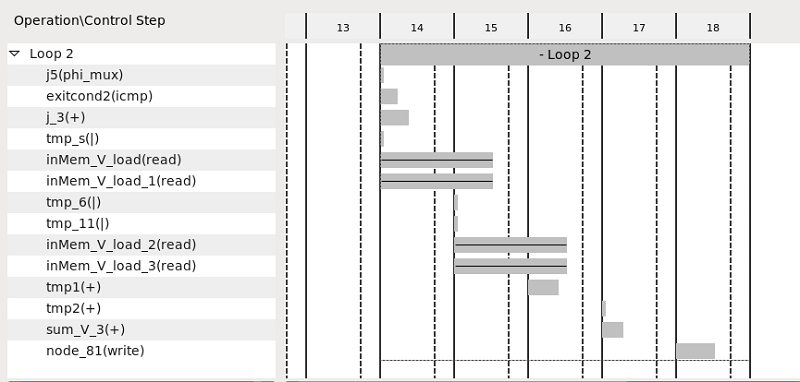 Operation\Control Step
13 14 15 16 17 18
Loop 2
- Loop 2
j5(phi_mux)
exitcond2(icmp)
j_3(+)
tmp_s(|)
inMem_V_load(read)
inMem_V_load_1(read)
tmp_6(|)
tmp_11(|)
inMem_V_load_2(read)
inMem_V_load_3(read)
tmp1(+)
tmp2(+)
sum_V_3(+)
node_81(write)